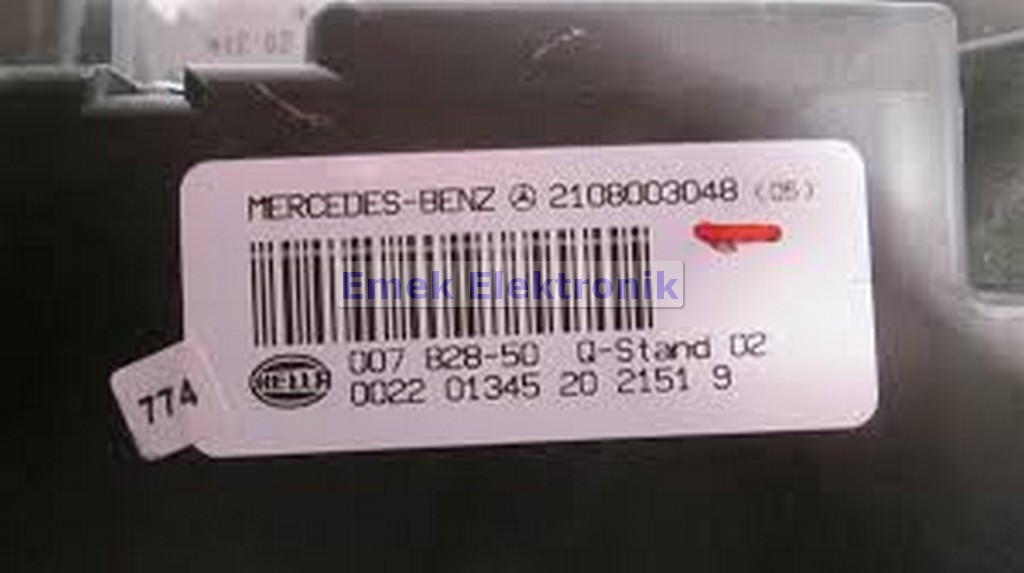 MERCEDES-BENZ 2108003048 (05)
Emek Elektronik
HELLA
007 828-50 Q-Stand 02
0022 01345 20 2151 9
774